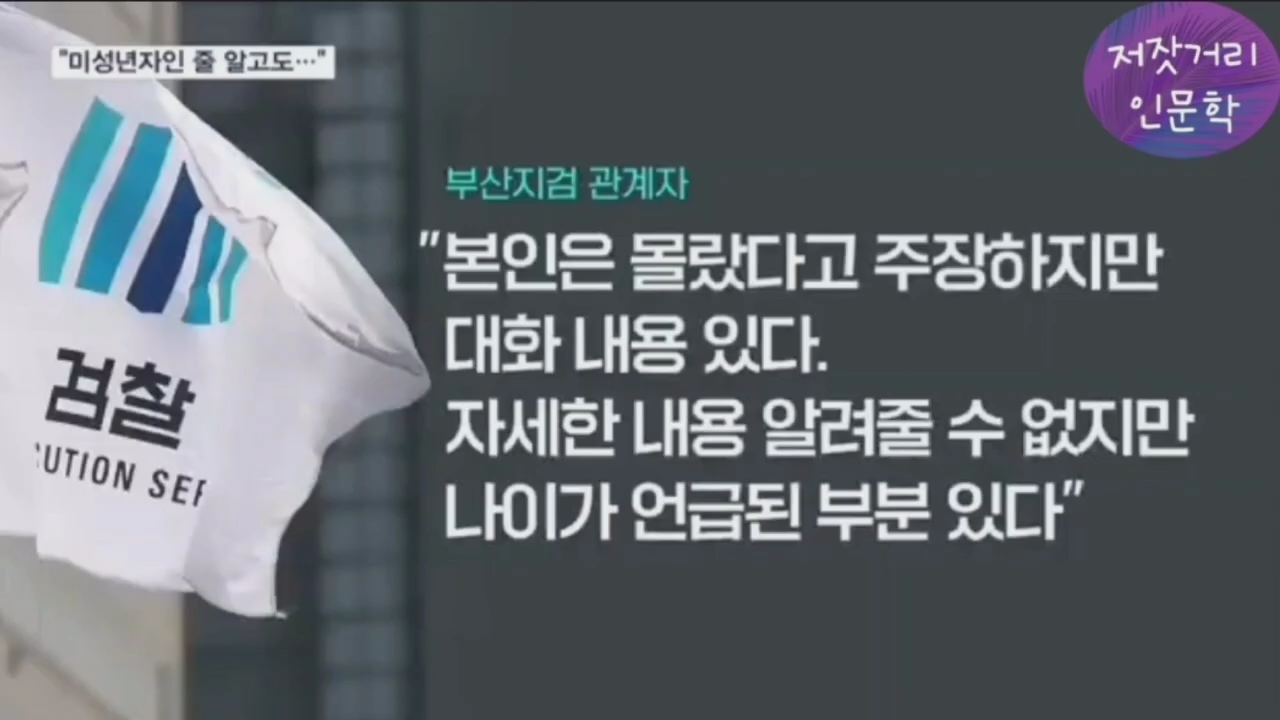 "미성년자인 줄 알고도…"
저잣거리
인문학
부산지검 관계자
"본인은 몰랐다고 주장하지만
대화 내용 있다.
자세한 내용 알려줄 수 없지만
나이가 언급된 부분 있다"
검찰
CUTION SER